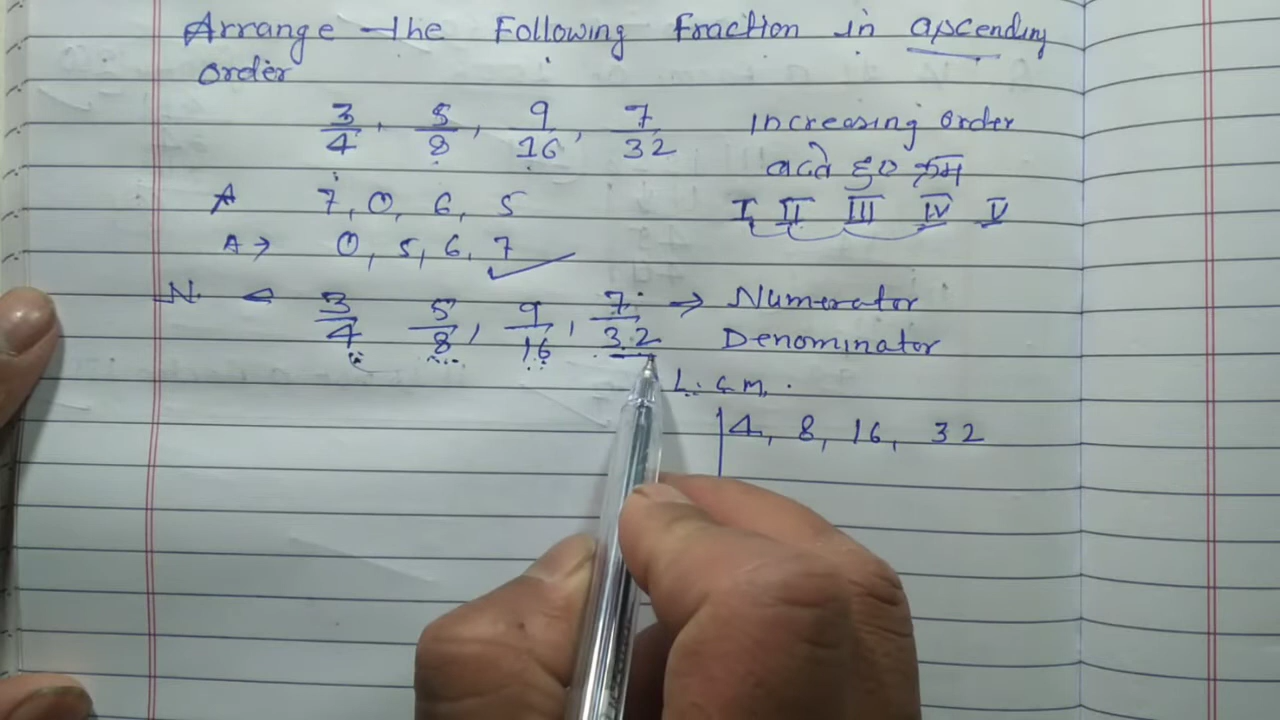 Arrange the Following Fraction in ascending
order
3/4, 5/8, 9/16, 7/32 Increasing order
बढ़ते हुए क्रम
A 7, 0, 6, 5 I II III IV V
A → 0, 5, 6, 7 ✓
N. < 3/4 5/8, 9/16, 7/32 → Numerator
Denominator
L.C.M.
4, 8, 16, 32